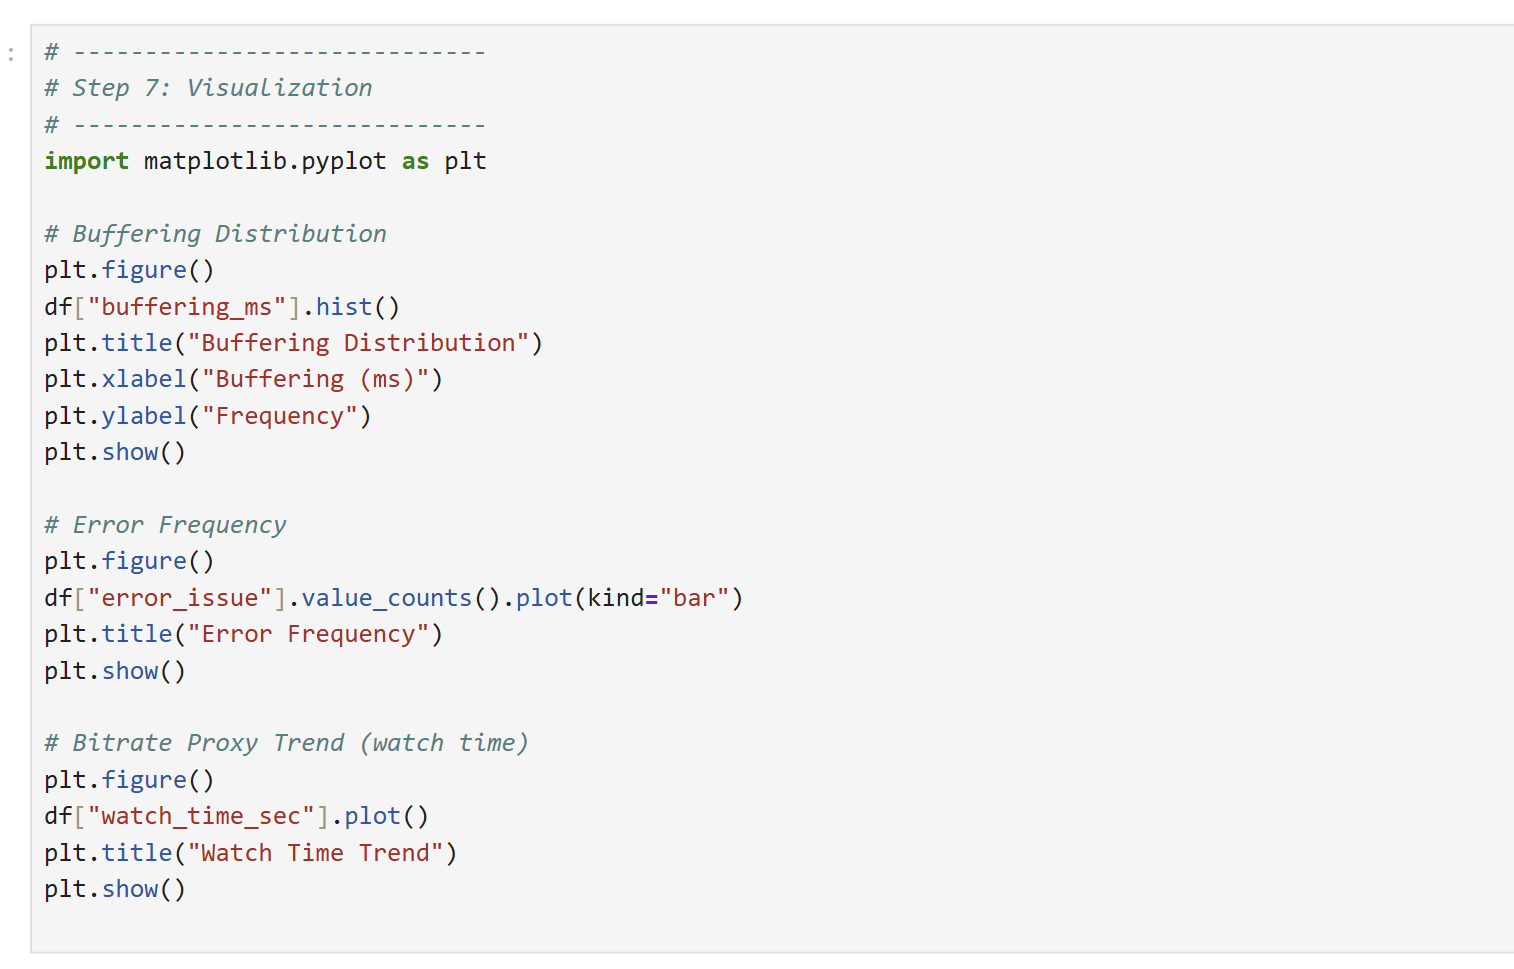 :
# -----------------------------
# Step 7: Visualization
# -----------------------------
import matplotlib.pyplot as plt

# Buffering Distribution
plt.figure()
df["buffering_ms"].hist()
plt.title("Buffering Distribution")
plt.xlabel("Buffering (ms)")
plt.ylabel("Frequency")
plt.show()

# Error Frequency
plt.figure()
df["error_issue"].value_counts().plot(kind="bar")
plt.title("Error Frequency")
plt.show()

# Bitrate Proxy Trend (watch time)
plt.figure()
df["watch_time_sec"].plot()
plt.title("Watch Time Trend")
plt.show()